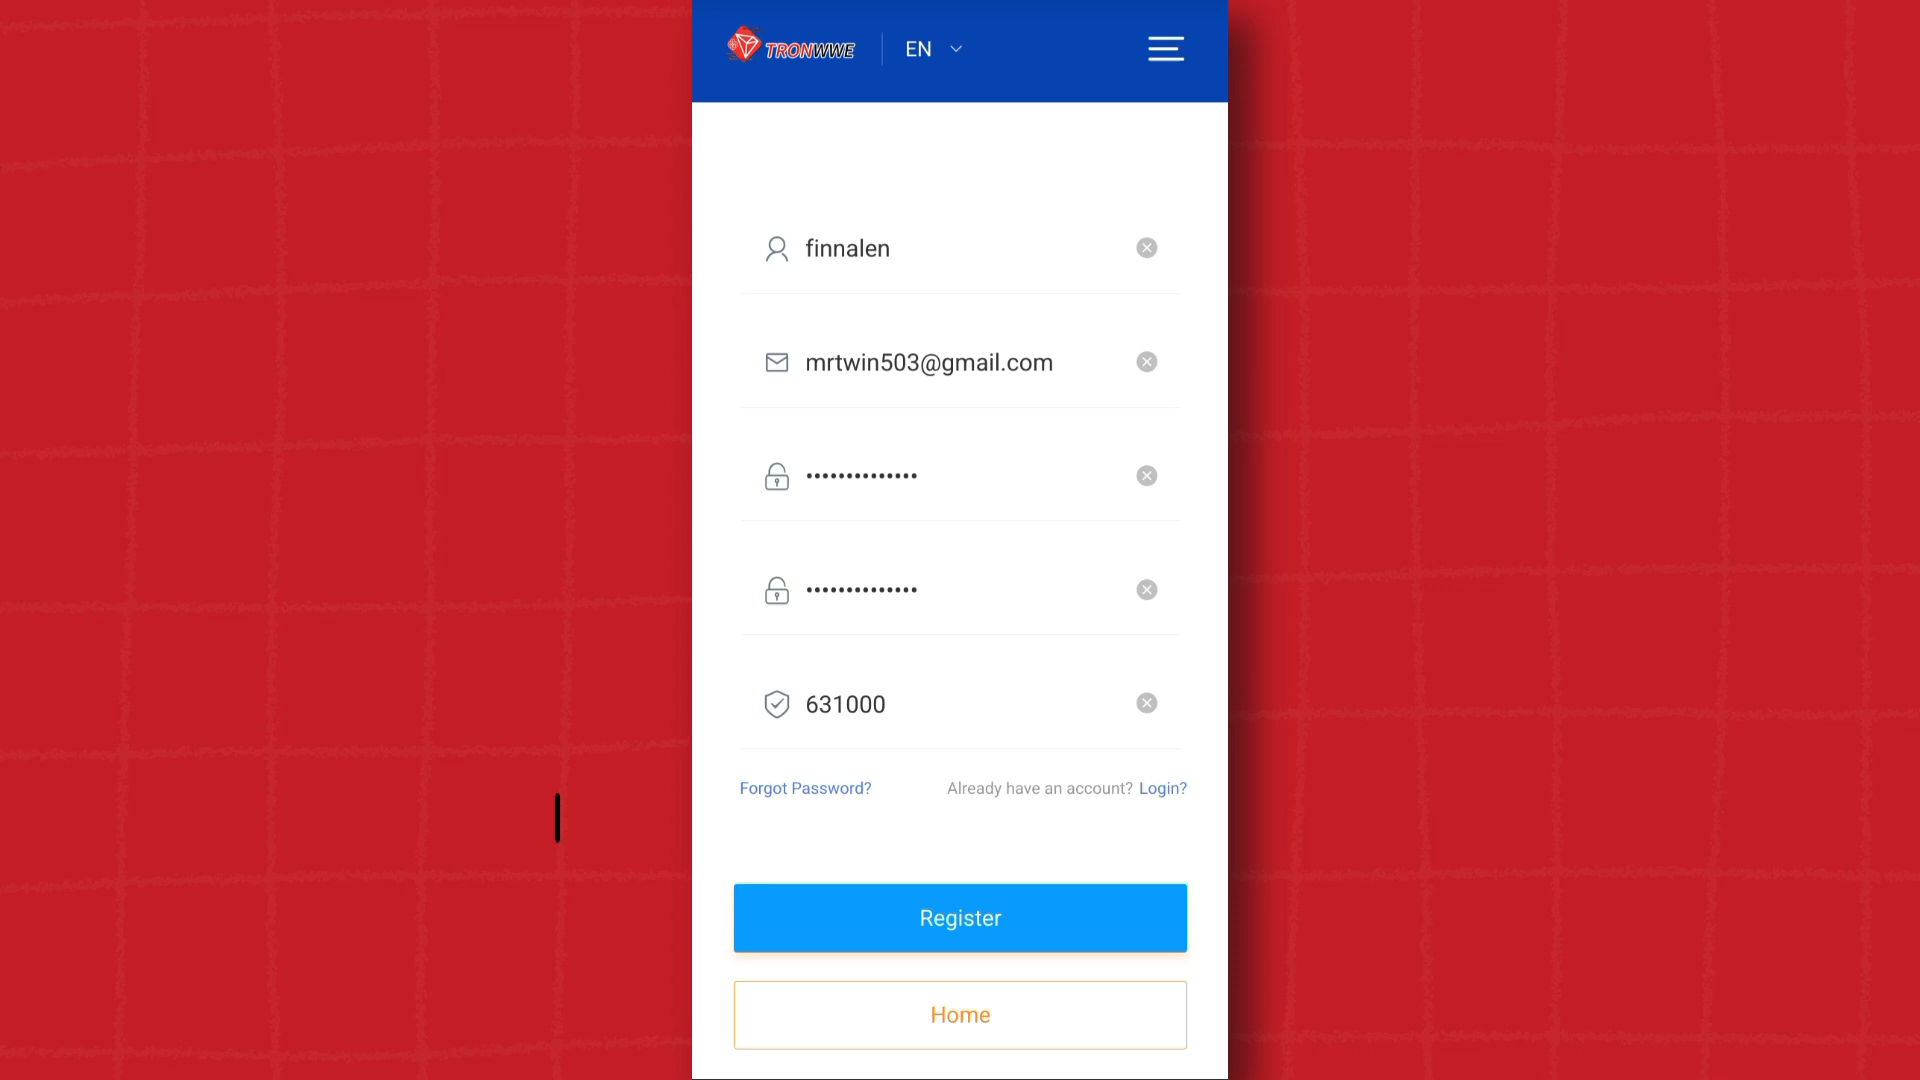 TRONWWE EN
finnalen
mrtwin503@gmail.com
••••••••••••••
••••••••••••••
631000
Forgot Password? Already have an account? Login?
Register
Home